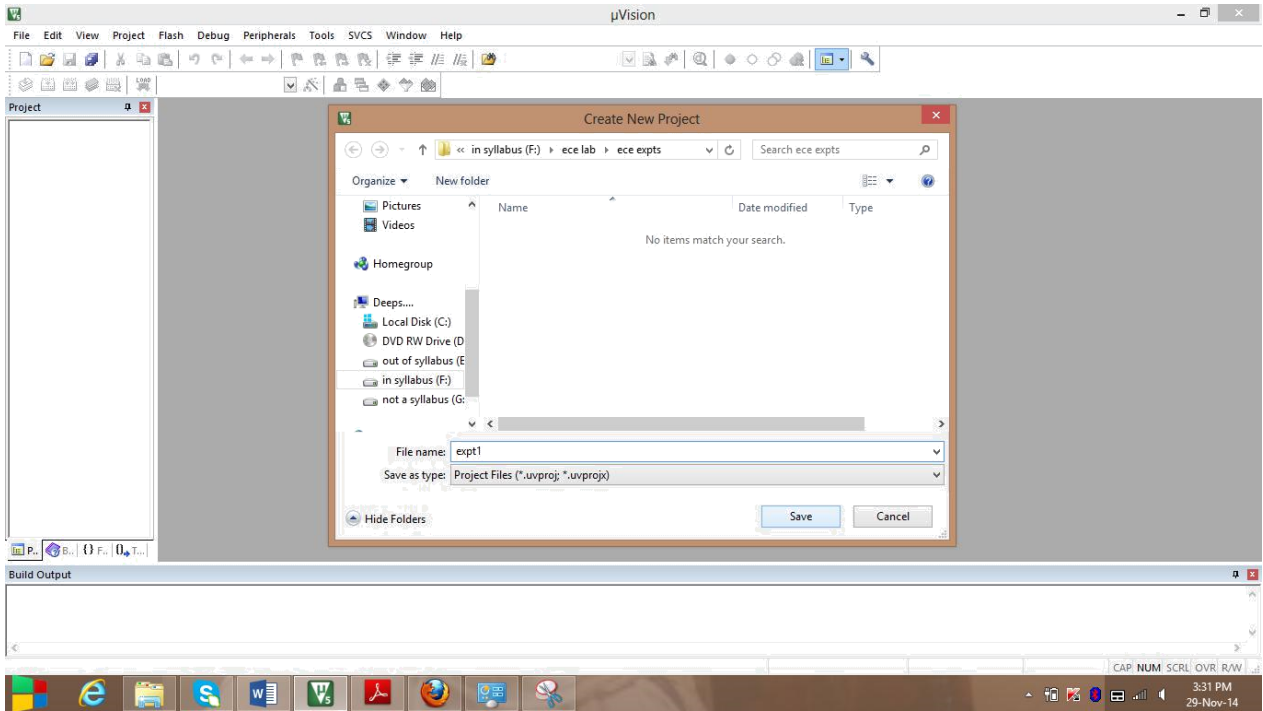 µVision
File Edit View Project Flash Debug Peripherals Tools SVCS Window Help
LOAD
Project
Create New Project
« in syllabus (F:) ece lab ece expts Search ece expts
Organize New folder
Pictures
Videos
Homegroup
Deeps....
Local Disk (C:)
DVD RW Drive (D
out of syllabus (E
in syllabus (F:)
not a syllabus (G:
Name Date modified Type
No items match your search.
File name: expt1
Save as type: Project Files (*.uvproj; *.uvprojx)
Hide Folders Save Cancel
P.. B.. {} F.. 0 T...
Build Output
CAP NUM SCRL OVR R/W
3:31 PM
29-Nov-14